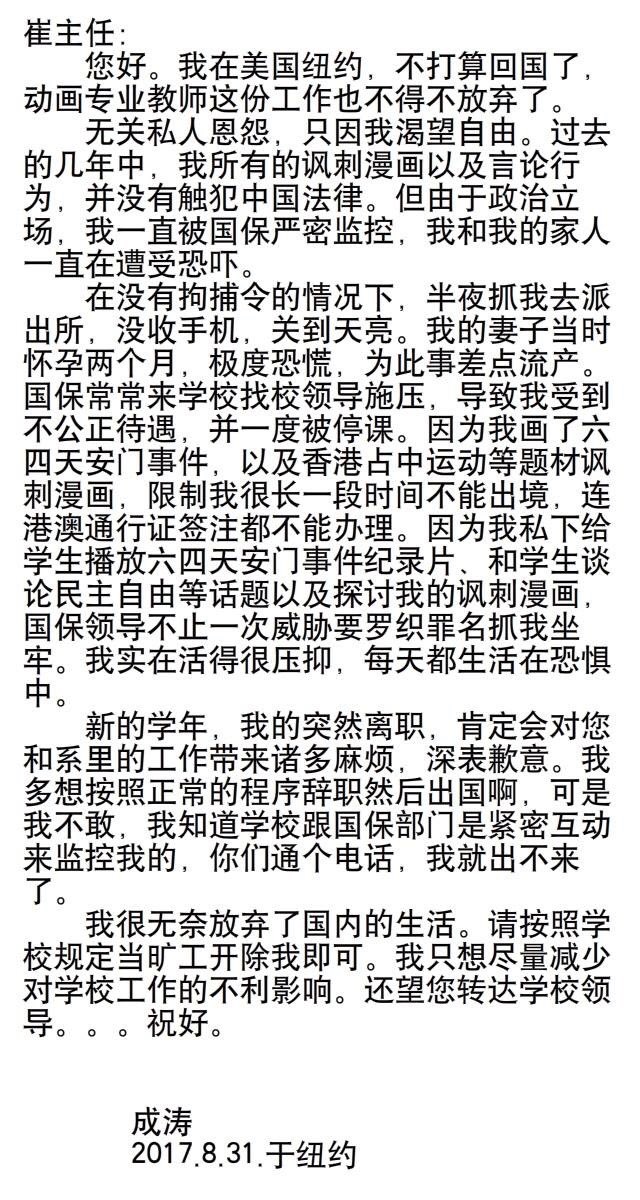 崔主任:
您好。我在美国纽约，不打算回国了，
动画专业教师这份工作也不得不放弃了。
无关私人恩怨，只因我渴望自由。过去
的几年中，我所有的讽刺漫画以及言论行
为，并没有触犯中国法律。但由于政治立
场，我一直被国保严密监控，我和我的家人
一直在遭受恐吓。
在没有拘捕令的情况下，半夜抓我去派
出所，没收手机，关到天亮。我的妻子当时
怀孕两个月，极度恐慌，为此事差点流产。
国保常常来学校找校领导施压，导致我受到
不公正待遇，并一度被停课。因为我画了六
四天安门事件，以及香港占中运动等题材讽
刺漫画，限制我很长一段时间不能出境，连
港澳通行证签注都不能办理。因为我私下给
学生播放六四天安门事件纪录片、和学生谈
论民主自由等话题以及探讨我的讽刺漫画，
国保领导不止一次威胁要罗织罪名抓我坐
牢。我实在活得很压抑，每天都生活在恐惧
中。
新的学年，我的突然离职，肯定会对您
和系里的工作带来诸多麻烦，深表歉意。我
多想按照正常的程序辞职然后出国啊，可是
我不敢，我知道学校跟国保部门是紧密互动
来监控我的，你们通个电话，我就出不来
了。
我很无奈放弃了国内的生活。请按照学
校规定当旷工开除我即可。我只想尽量减少
对学校工作的不利影响。还望您转达学校领
导。。。祝好。
成涛
2017.8.31.于纽约